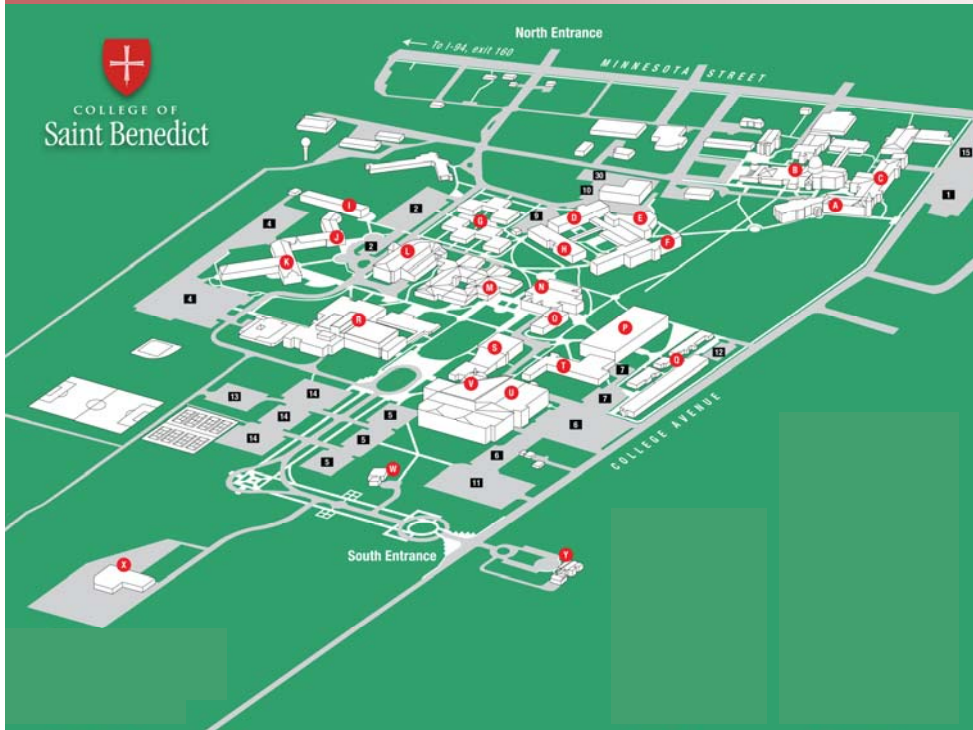 North Entrance
To I-94, exit 160
MINNESOTA STREET
COLLEGE OF
Saint Benedict
15
B
C
30
1
10
I
2
A
4
G
9
D
E
J
2
H
F
L
K
M
N
4
R
O
P
S
12
T
Q
7
V
U
7
13
14
5
6
14
14
5
6
5
W
11
COLLEGE AVENUE
South Entrance
X
Y